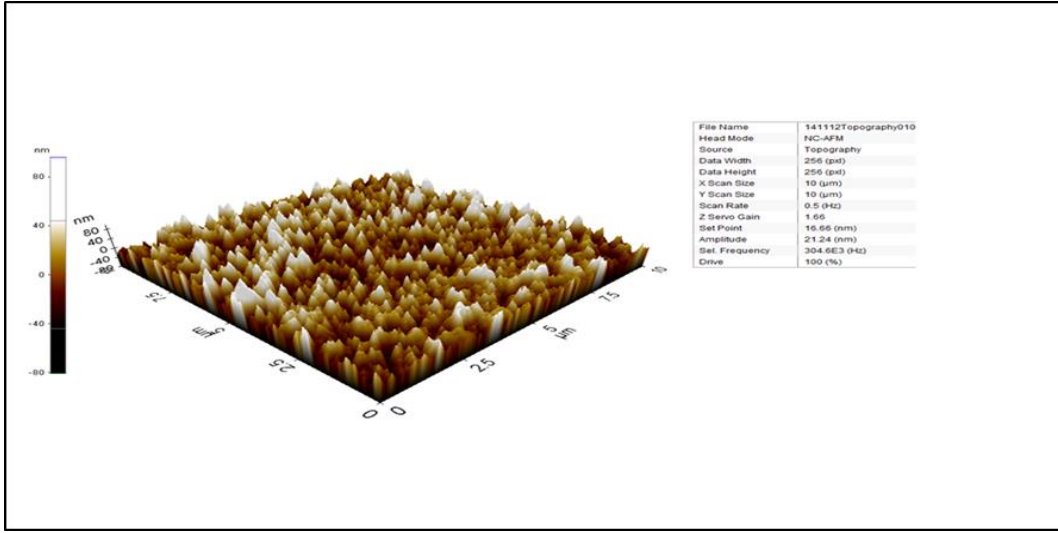 nm
80
40
0
-40
-80
nm
80
40
0
-40
7.5
5
µm
2.5
0
0
2.5
5
µm
7.5
10
File Name 141112Topography010
Head Mode NC-AFM
Source Topography
Data Width 256 (pxl)
Data Height 256 (pxl)
X Scan Size 10 (µm)
Y Scan Size 10 (µm)
Scan Rate 0.5 (Hz)
Z Servo Gain 1.66
Set Point 16.66 (nm)
Amplitude 21.24 (nm)
Sel. Frequency 304.6E3 (Hz)
Drive 100 (%)